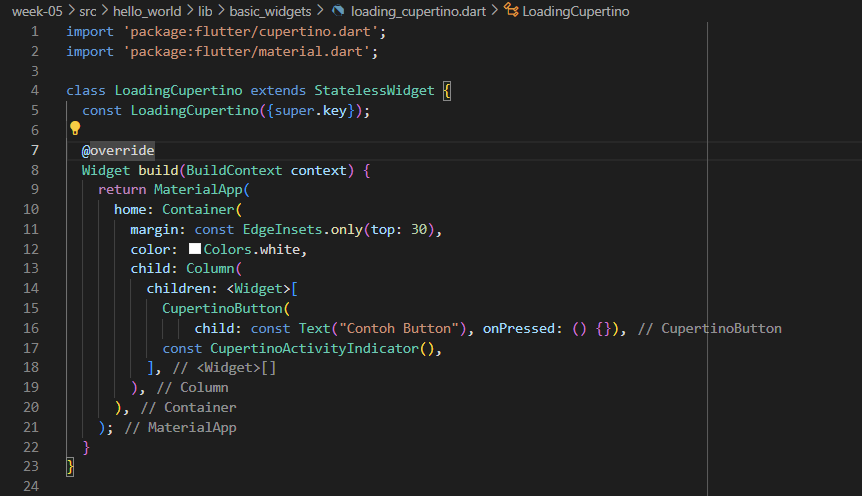 week-05 > src > hello_world > lib > basic_widgets > loading_cupertino.dart > LoadingCupertino
1 import 'package:flutter/cupertino.dart';
2 import 'package:flutter/material.dart';
3
4 class LoadingCupertino extends StatelessWidget {
5   const LoadingCupertino({super.key});
6
7   @override
8   Widget build(BuildContext context) {
9     return MaterialApp(
10       home: Container(
11         margin: const EdgeInsets.only(top: 30),
12         color: Colors.white,
13         child: Column(
14           children: <Widget>[
15             CupertinoButton(
16                 child: const Text("Contoh Button"), onPressed: () {}), // CupertinoButton
17             const CupertinoActivityIndicator(),
18           ], // <Widget>[]
19         ), // Column
20       ), // Container
21     ); // MaterialApp
22   }
23 }
24